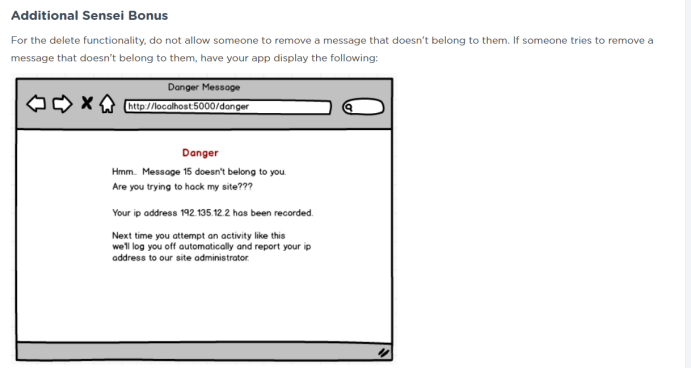 Additional Sensei Bonus
For the delete functionality, do not allow someone to remove a message that doesn't belong to them. If someone tries to remove a
message that doesn't belong to them, have your app display the following:
Danger Message
http://localhost:5000/danger
Danger
Hmm.. Message 15 doesn't belong to you.
Are you trying to hack my site???
Your ip address 192.135.12.2 has been recorded.
Next time you attempt an activity like this
we'll log you off automatically and report your ip
address to our site administrator.